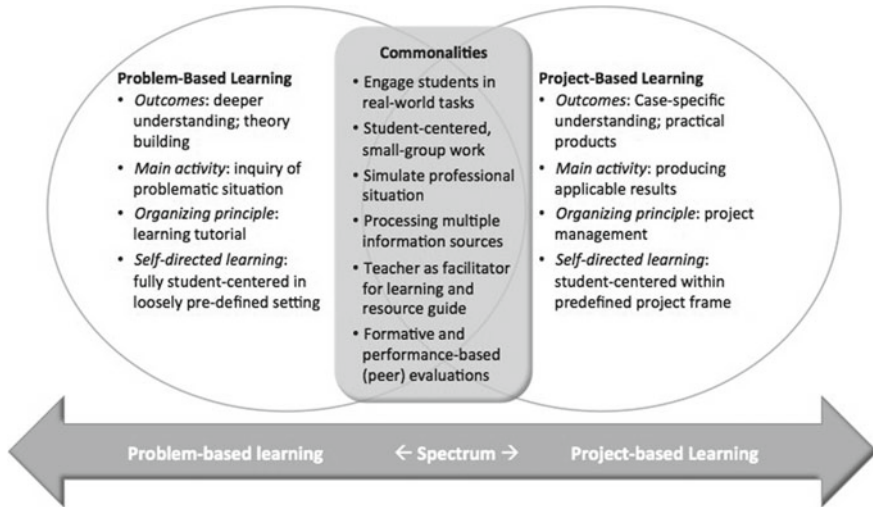 Commonalities
• Engage students in
real-world tasks
• Student-centered,
small-group work
• Simulate professional
situation
• Processing multiple
information sources
• Teacher as facilitator
for learning and
resource guide
• Formative and
performance-based
(peer) evaluations
Problem-Based Learning
• Outcomes: deeper
understanding; theory
building
• Main activity: inquiry of
problematic situation
• Organizing principle:
learning tutorial
• Self-directed learning:
fully student-centered in
loosely pre-defined setting
Project-Based Learning
• Outcomes: Case-specific
understanding; practical
products
• Main activity: producing
applicable results
• Organizing principle: project
management
• Self-directed learning:
student-centered within
predefined project frame
Problem-based learning
← Spectrum →
Project-based Learning